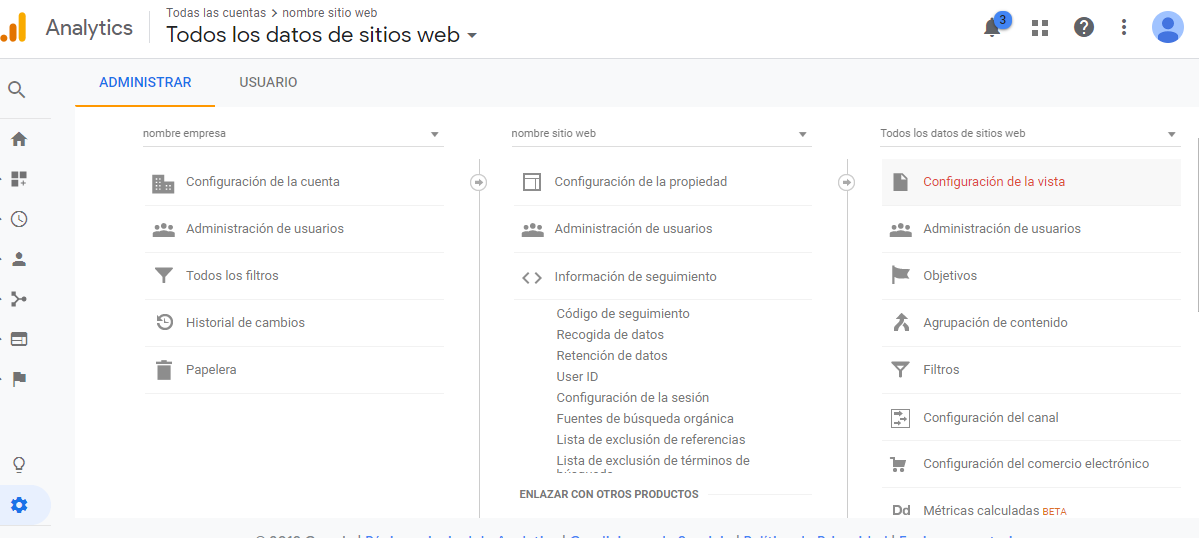 Analytics
Todas las cuentas > nombre sitio web
Todos los datos de sitios web
3
ADMINISTRAR
USUARIO
nombre empresa
Configuración de la cuenta
Administración de usuarios
Todos los filtros
Historial de cambios
Papelera
nombre sitio web
Configuración de la propiedad
Administración de usuarios
Información de seguimiento
Código de seguimiento
Recogida de datos
Retención de datos
User ID
Configuración de la sesión
Fuentes de búsqueda orgánica
Lista de exclusión de referencias
Lista de exclusión de términos de
ENLAZAR CON OTROS PRODUCTOS
Todos los datos de sitios web
Configuración de la vista
Administración de usuarios
Objetivos
Agrupación de contenido
Filtros
Configuración del canal
Configuración del comercio electrónico
Dd Métricas calculadas BETA